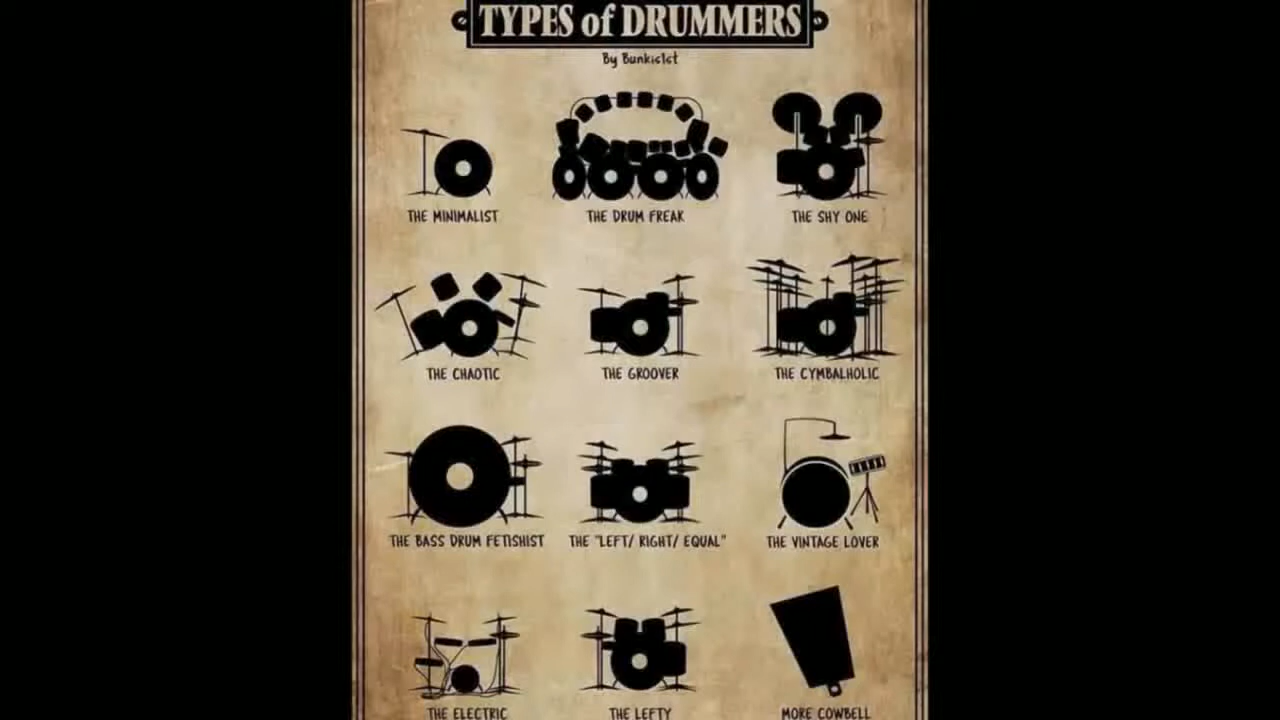 TYPES of DRUMMERS
By Bunkis1st
THE MINIMALIST
THE DRUM FREAK
THE SHY ONE
THE CHAOTIC
THE GROOVER
THE CYMBALHOLIC
THE BASS DRUM FETISHIST
THE "LEFT/ RIGHT/ EQUAL"
THE VINTAGE LOVER
THE ELECTRIC
THE LEFTY
MORE COWBELL